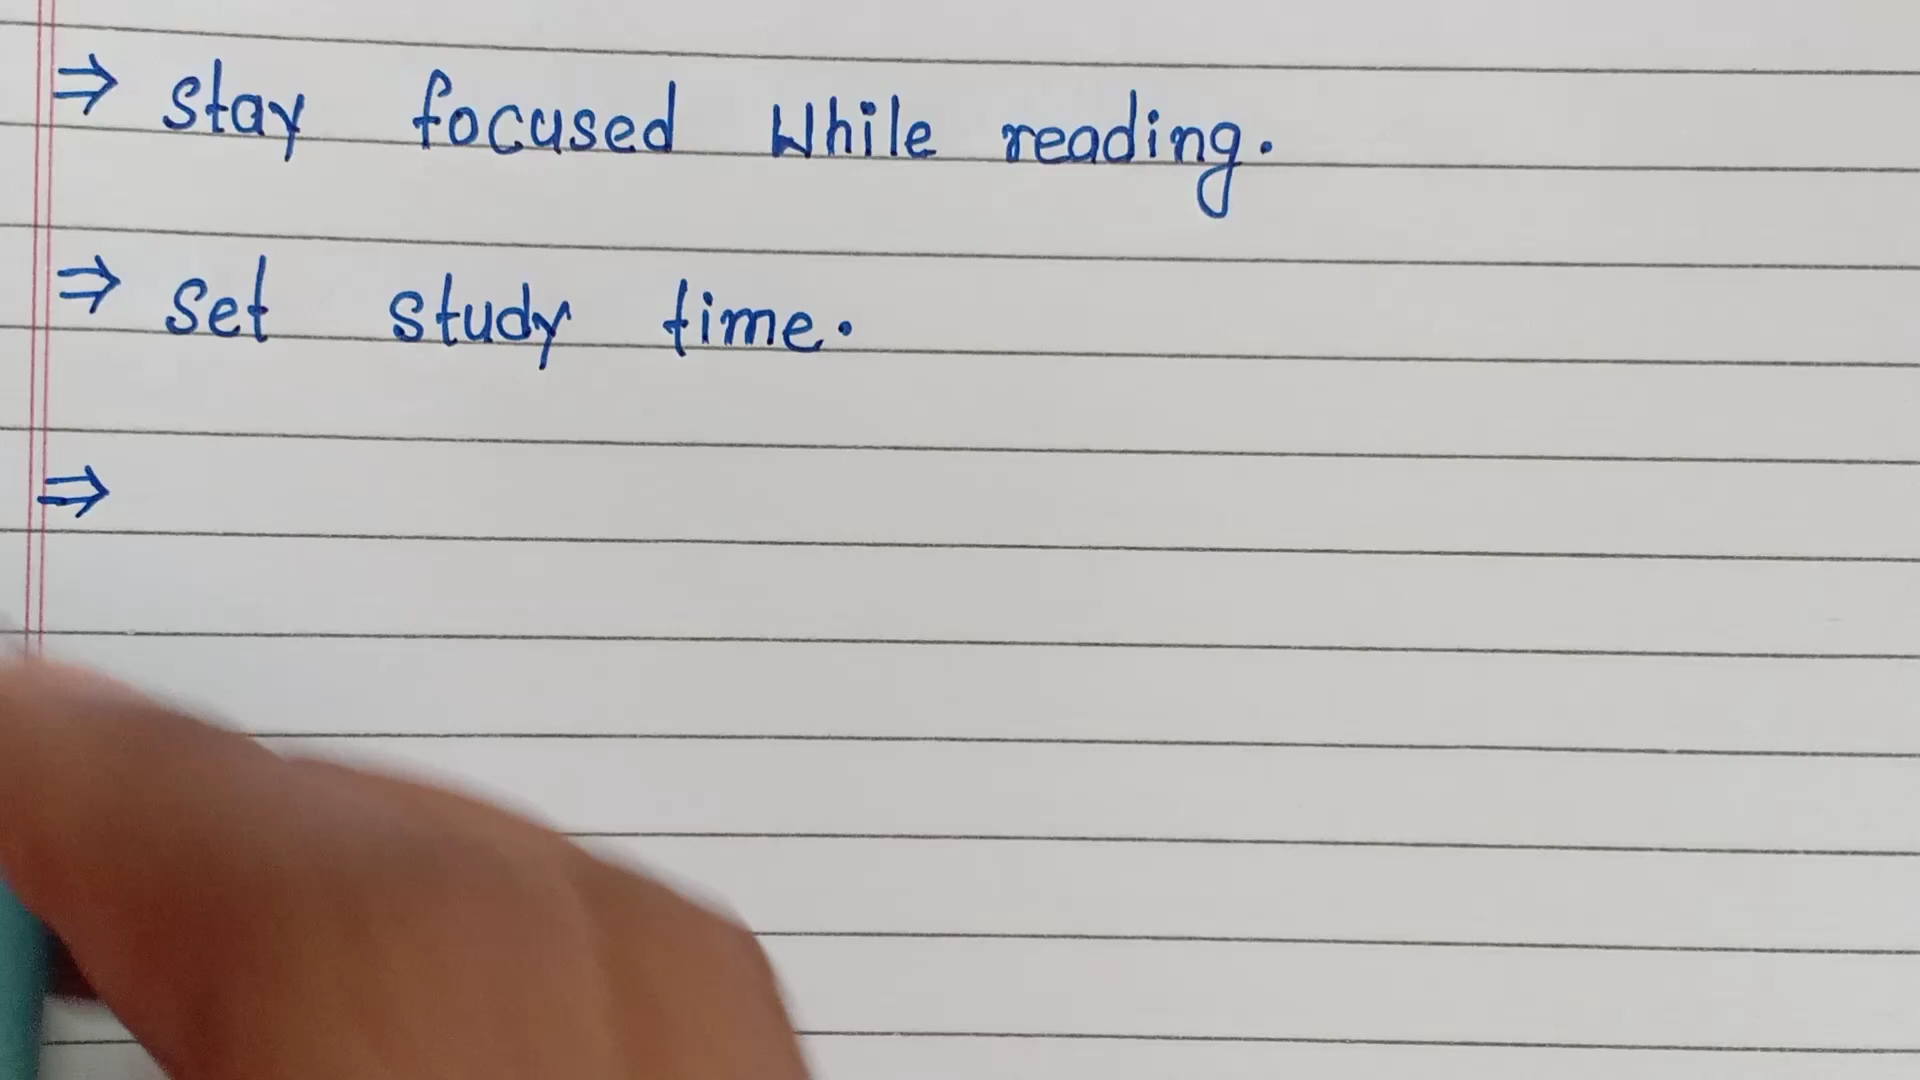 ⇒ Stay focused While reading.
⇒ Set study time.
⇒